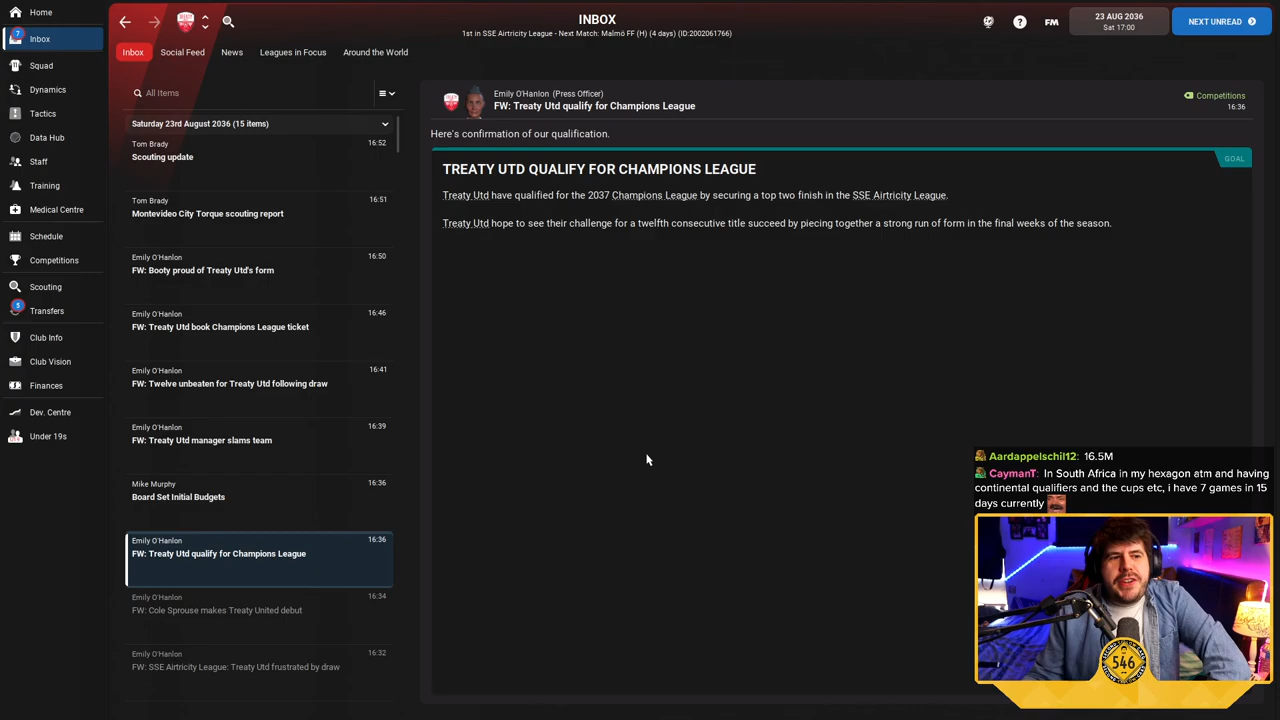 Home
7
Inbox
Squad
Dynamics
Tactics
Data Hub
Staff
Training
Medical Centre
Schedule
Competitions
Scouting
5
Transfers
Club Info
Club Vision
Finances
Dev. Centre
Under 19s
INBOX
1st in SSE Airtricity League - Next Match: Malmö FF (H) (4 days) (ID:2002061766)
?
FM
23 AUG 2036
Sat 17:00
NEXT UNREAD
Inbox
Social Feed
News
Leagues in Focus
Around the World
All Items
Saturday 23rd August 2036 (15 items)
Tom Brady 16:52
Scouting update
Tom Brady 16:51
Montevideo City Torque scouting report
Emily O'Hanlon 16:50
FW: Booty proud of Treaty Utd's form
Emily O'Hanlon 16:46
FW: Treaty Utd book Champions League ticket
Emily O'Hanlon 16:41
FW: Twelve unbeaten for Treaty Utd following draw
Emily O'Hanlon 16:39
FW: Treaty Utd manager slams team
Mike Murphy 16:36
Board Set Initial Budgets
Emily O'Hanlon 16:36
FW: Treaty Utd qualify for Champions League
Emily O'Hanlon 16:34
FW: Cole Sprouse makes Treaty United debut
Emily O'Hanlon 16:32
FW: SSE Airtricity League: Treaty Utd frustrated by draw
Emily O'Hanlon (Press Officer)
FW: Treaty Utd qualify for Champions League
Competitions
16:36
Here's confirmation of our qualification.
GOAL
TREATY UTD QUALIFY FOR CHAMPIONS LEAGUE
Treaty Utd have qualified for the 2037 Champions League by securing a top two finish in the SSE Airtricity League.
Treaty Utd hope to see their challenge for a twelfth consecutive title succeed by piecing together a strong run of form in the final weeks of the season.
Aardappelschil12: 16.5M
CaymanT: In South Africa in my hexagon atm and having
continental qualifiers and the cups etc, i have 7 games in 15
days currently
546